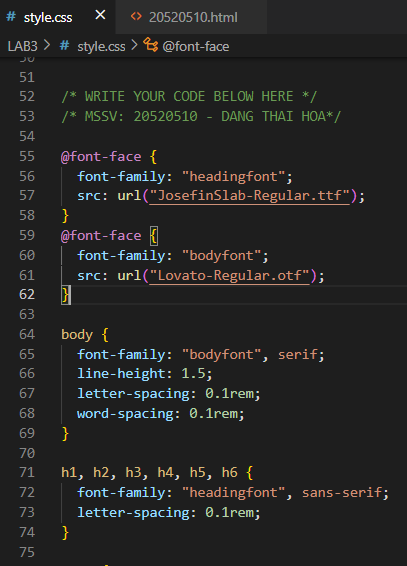 # style.css × <> 20520510.html
LAB3 > # style.css > @font-face
50
51
52 /* WRITE YOUR CODE BELOW HERE */
53 /* MSSV: 20520510 - DANG THAI HOA*/
54
55 @font-face {
56 font-family: "headingfont";
57 src: url("JosefinSlab-Regular.ttf");
58 }
59 @font-face {
60 font-family: "bodyfont";
61 src: url("Lovato-Regular.otf");
62 }
63
64 body {
65 font-family: "bodyfont", serif;
66 line-height: 1.5;
67 letter-spacing: 0.1rem;
68 word-spacing: 0.1rem;
69 }
70
71 h1, h2, h3, h4, h5, h6 {
72 font-family: "headingfont", sans-serif;
73 letter-spacing: 0.1rem;
74 }
75